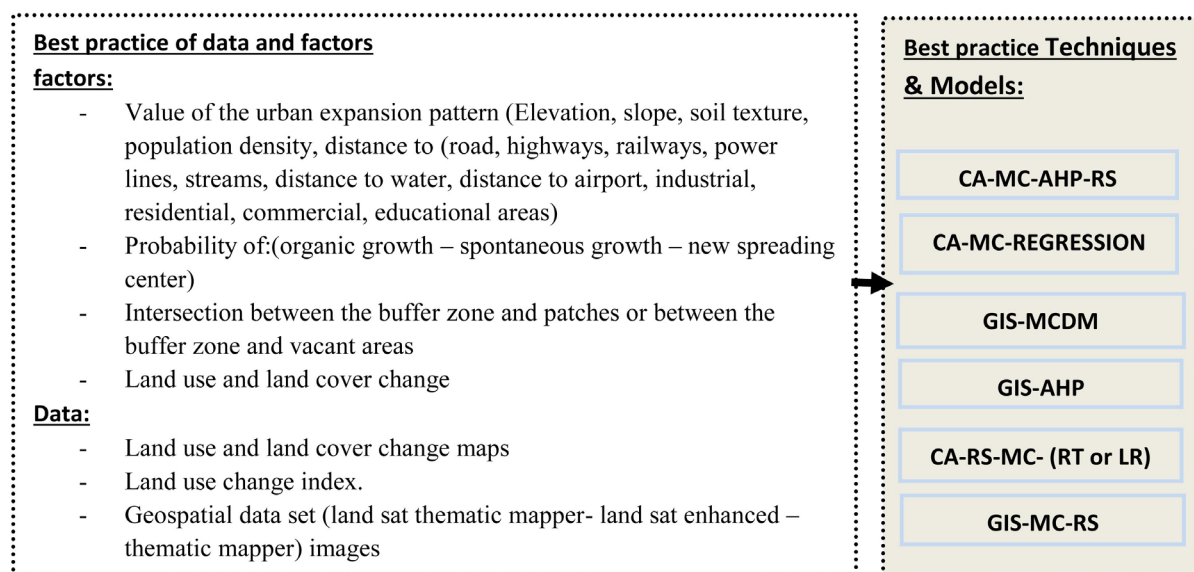 Best practice of data and factors
factors:
- Value of the urban expansion pattern (Elevation, slope, soil texture,
population density, distance to (road, highways, railways, power
lines, streams, distance to water, distance to airport, industrial,
residential, commercial, educational areas)
- Probability of:(organic growth – spontaneous growth – new spreading
center)
- Intersection between the buffer zone and patches or between the
buffer zone and vacant areas
- Land use and land cover change
Data:
- Land use and land cover change maps
- Land use change index.
- Geospatial data set (land sat thematic mapper- land sat enhanced –
thematic mapper) images
Best practice Techniques
& Models:
CA-MC-AHP-RS
CA-MC-REGRESSION
GIS-MCDM
GIS-AHP
CA-RS-MC- (RT or LR)
GIS-MC-RS